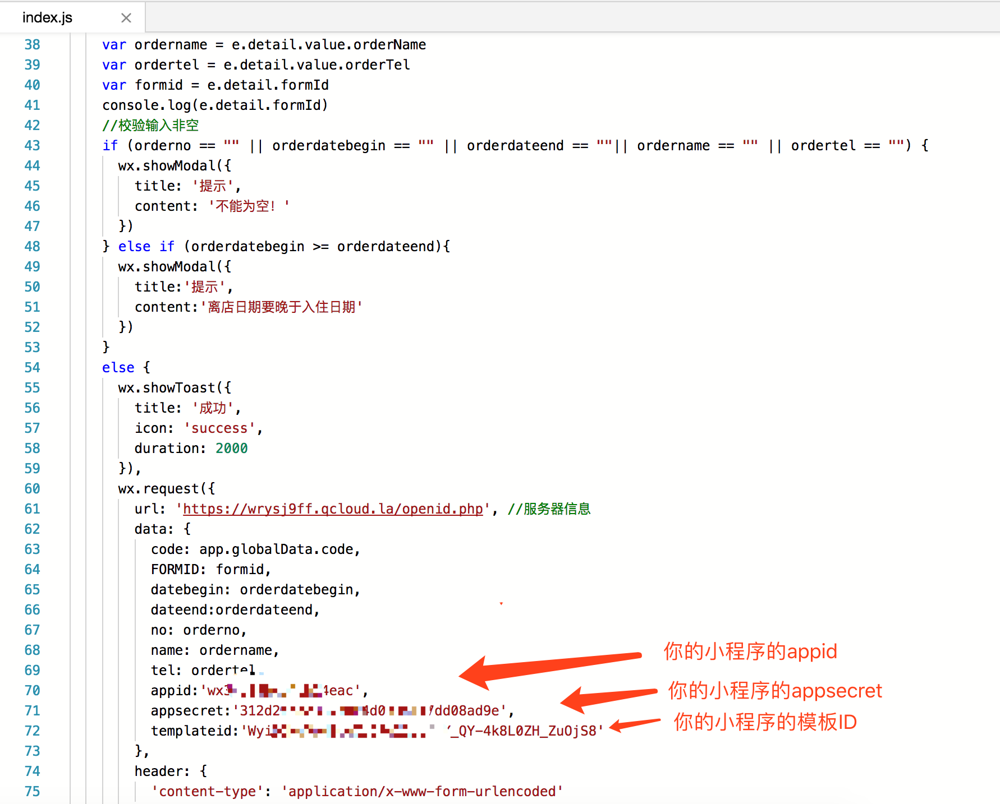 index.js
38 var ordername = e.detail.value.orderName
39 var ordertel = e.detail.value.orderTel
40 var formid = e.detail.formId
41 console.log(e.detail.formId)
42 //校验输入非空
43 if (orderno == "" || orderdatebegin == "" || orderdateend == ""|| ordername == "" || ordertel == "") {
44 wx.showModal({
45 title: '提示',
46 content: '不能为空！'
47 })
48 } else if (orderdatebegin >= orderdateend){
49 wx.showModal({
50 title:'提示',
51 content:'离店日期要晚于入住日期'
52 })
53 }
54 else {
55 wx.showToast({
56 title: '成功',
57 icon: 'success',
58 duration: 2000
59 }),
60 wx.request({
61 url: 'https://wrysj9ff.qcloud.la/openid.php', //服务器信息
62 data: {
63 code: app.globalData.code,
64 FORMID: formid,
65 datebegin: orderdatebegin,
66 dateend:orderdateend,
67 no: orderno,
68 name: ordername,
你的小程序的appid
69 tel: ordertel
70 appid:'wx3 4eac',
你的小程序的appsecret
71 appsecret:'312d2 4d0 7dd08ad9e',
你的小程序的模板ID
72 templateid:'Wyi _QY-4k8L0ZH_ZuOjS8'
73 },
74 header: {
75 'content-type': 'application/x-www-form-urlencoded'